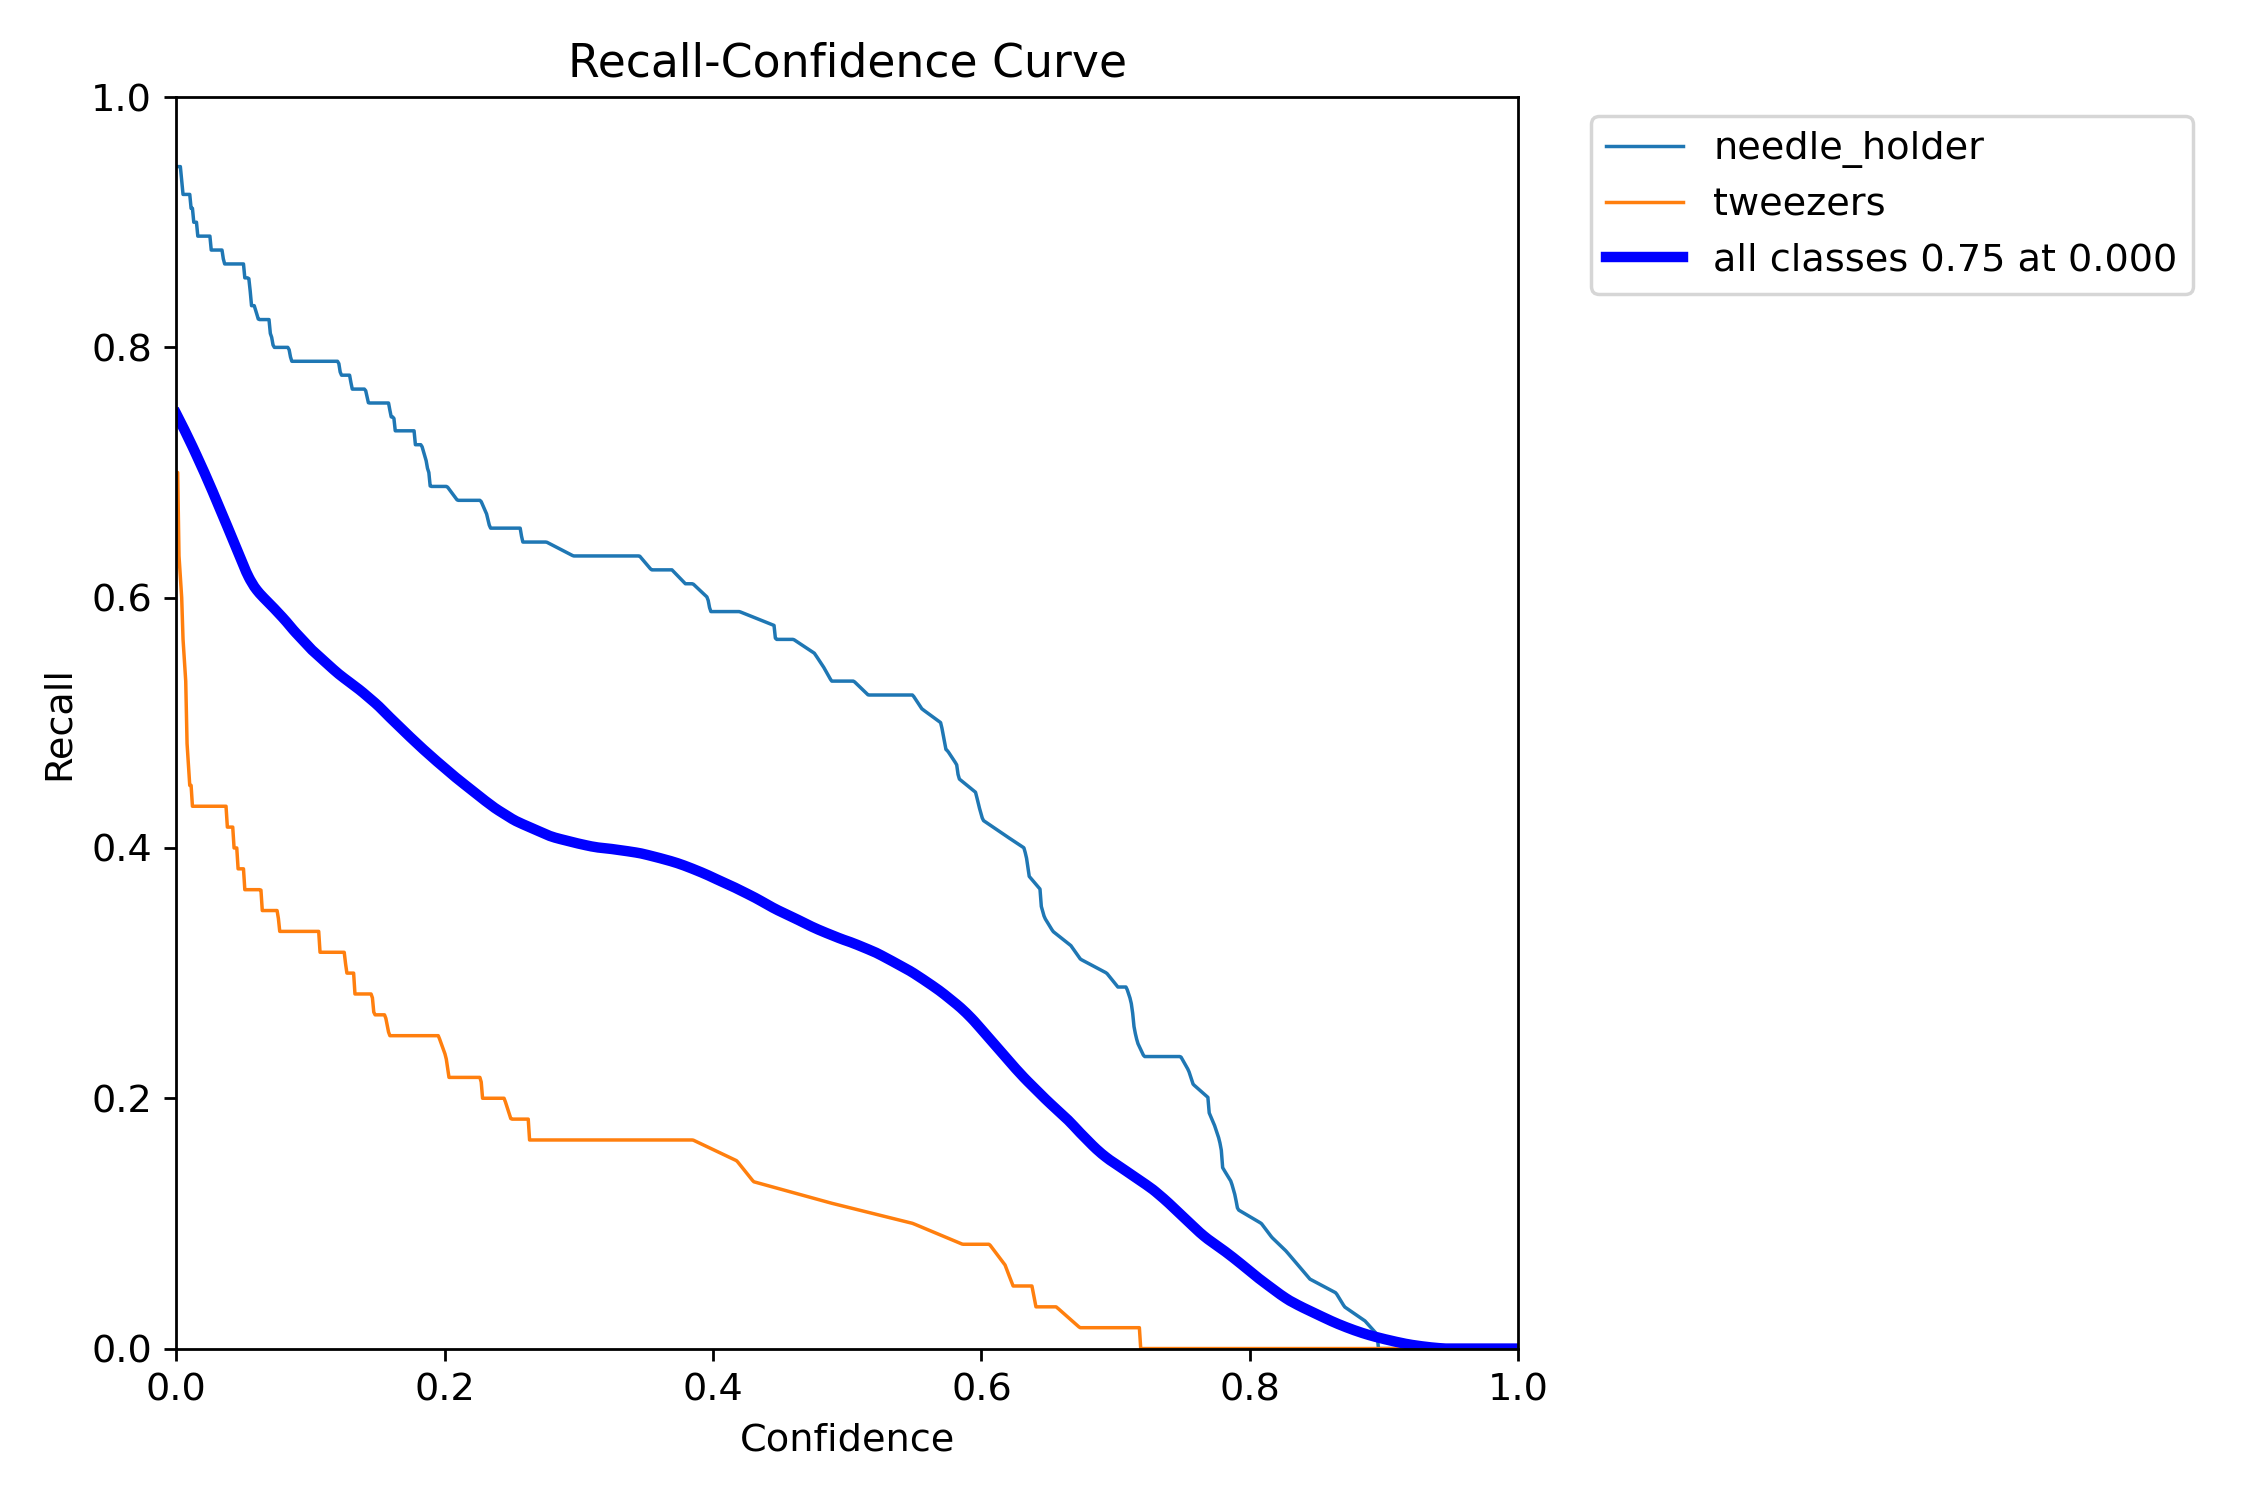 Recall-Confidence Curve
1.0
0.8
0.6
0.4
0.2
0.0
Recall
0.0 0.2 0.4 0.6 0.8 1.0
Confidence
needle_holder
tweezers
all classes 0.75 at 0.000